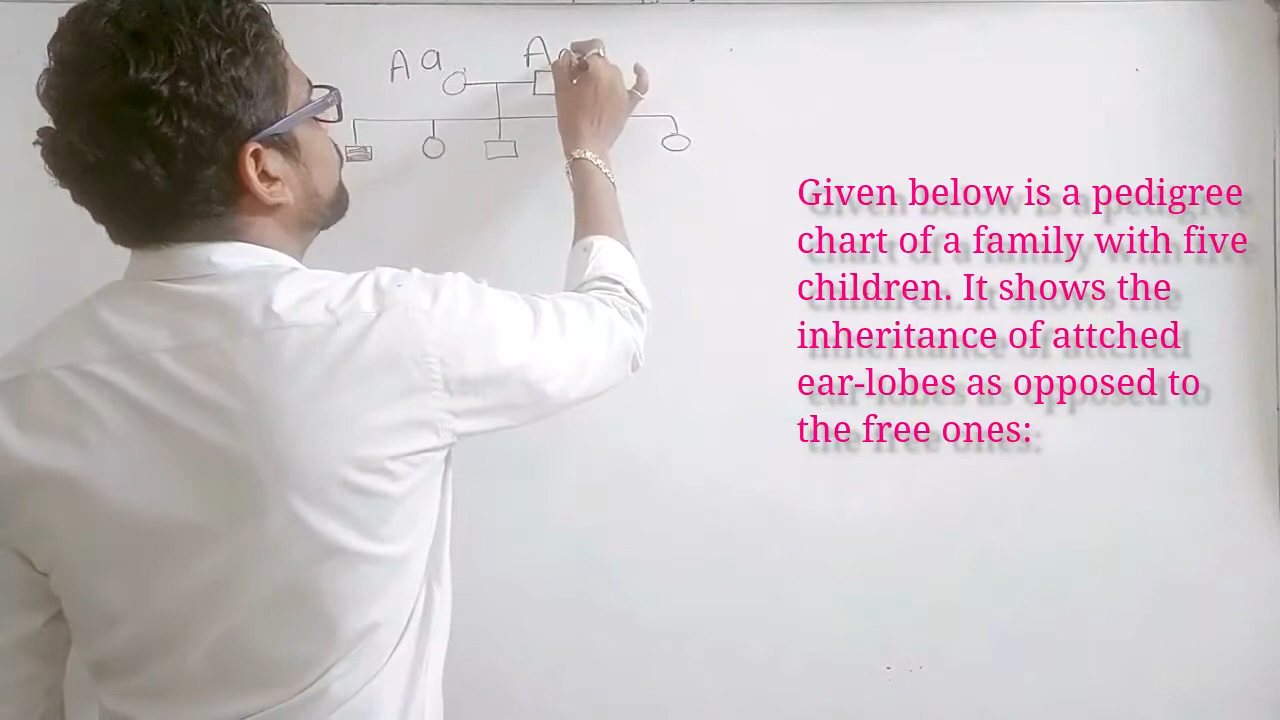 Aa A
Given below is a pedigree
chart of a family with five
children. It shows the
inheritance of attched
ear-lobes as opposed to
the free ones: